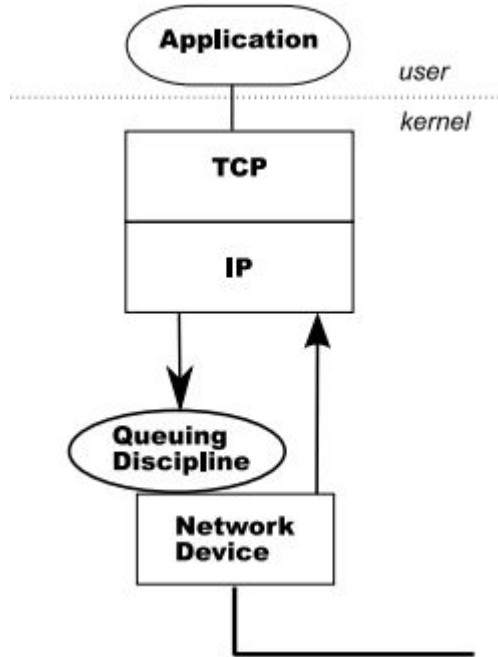 Application
user
kernel
TCP
IP
Queuing
Discipline
Network
Device